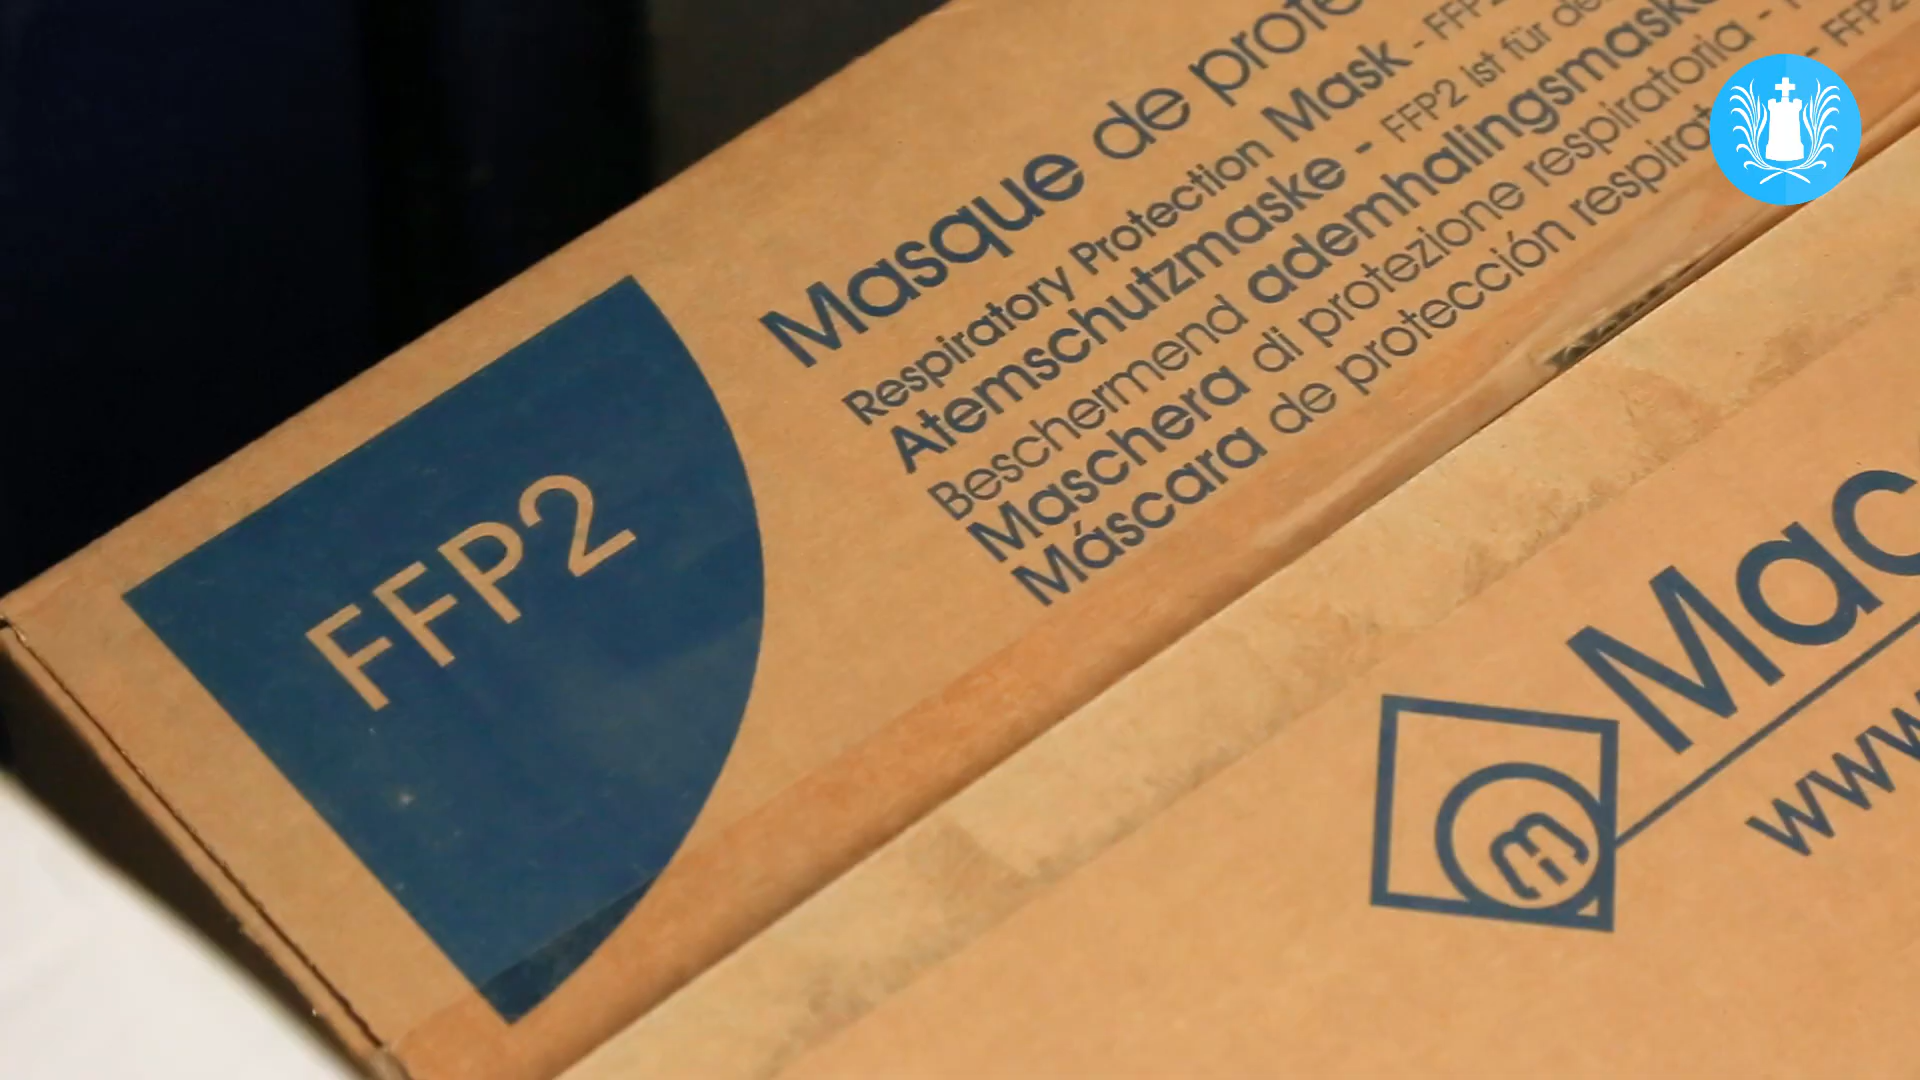 FFP2
Masque de prote
Respiratory Protection Mask - FFP2
Atemschutzmaske - FFP2 ist für de
Beschermend ademhalingsmaske
Maschera di protezione respiratoria -
Máscara de protección respirat - FFP2
Mac
www